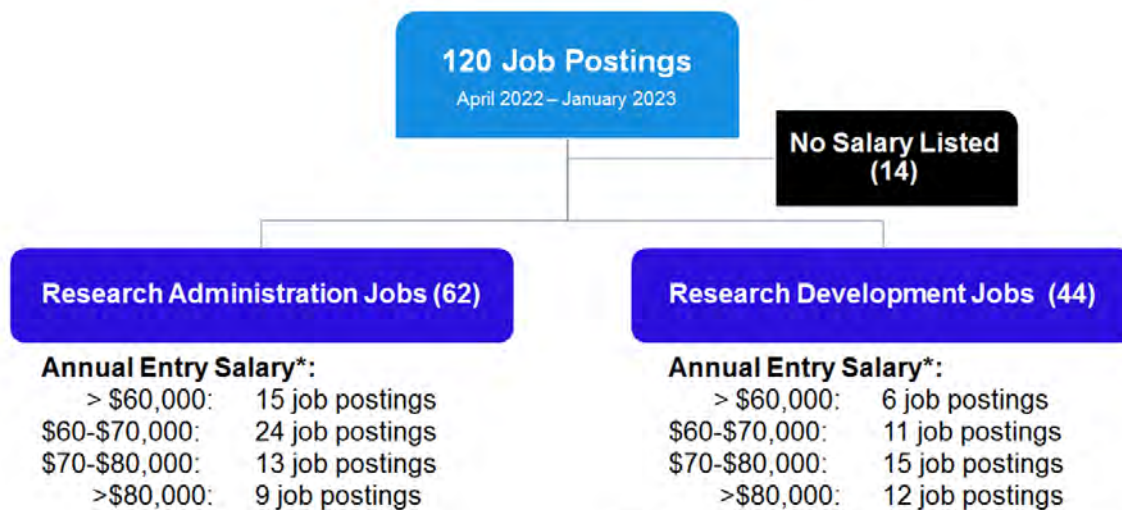 120 Job Postings
April 2022 – January 2023
No Salary Listed
(14)
Research Administration Jobs (62)
Annual Entry Salary*:
> $60,000: 15 job postings
$60-$70,000: 24 job postings
$70-$80,000: 13 job postings
>$80,000: 9 job postings
Research Development Jobs (44)
Annual Entry Salary*:
> $60,000: 6 job postings
$60-$70,000: 11 job postings
$70-$80,000: 15 job postings
>$80,000: 12 job postings